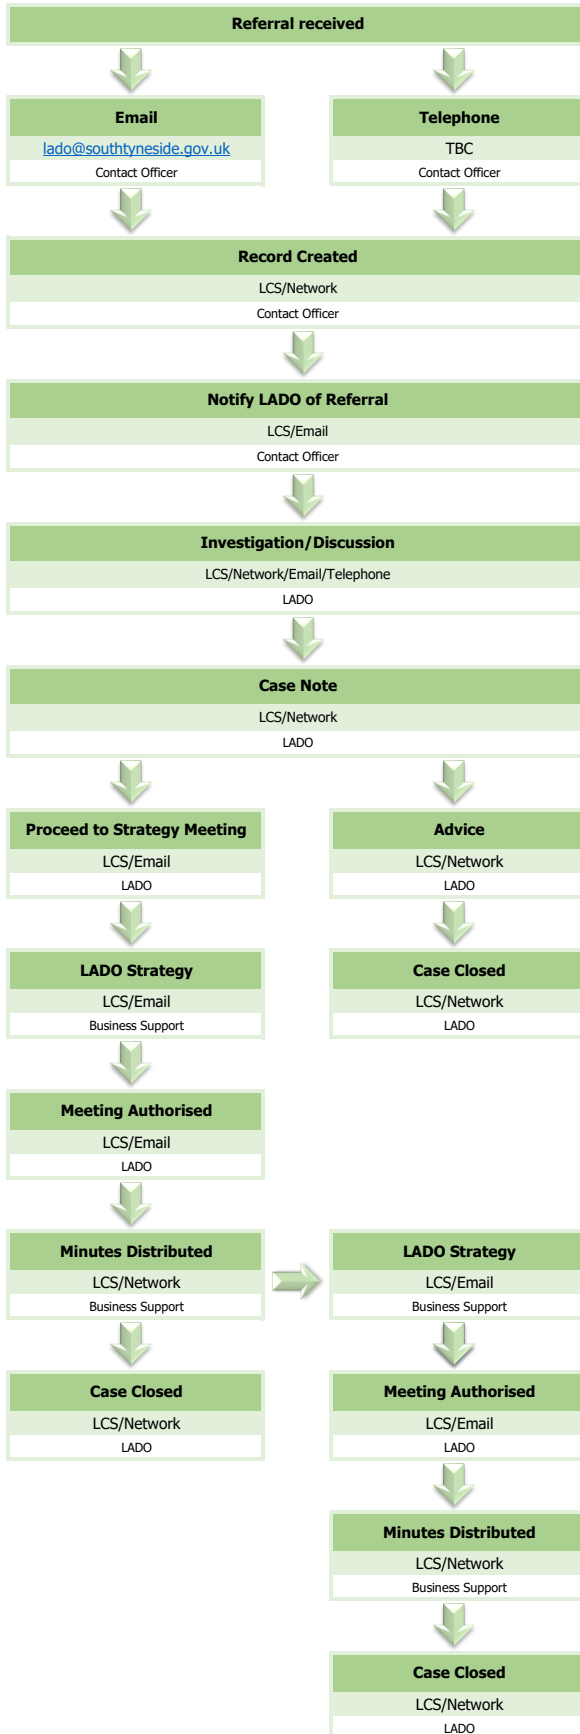 Referral received
Email
lado@southtyneside.gov.uk
Contact Officer
Telephone
TBC
Contact Officer
Record Created
LCS/Network
Contact Officer
Notify LADO of Referral
LCS/Email
Contact Officer
Investigation/Discussion
LCS/Network/Email/Telephone
LADO
Case Note
LCS/Network
LADO
Proceed to Strategy Meeting
LCS/Email
LADO
Advice
LCS/Network
LADO
LADO Strategy
LCS/Email
Business Support
Case Closed
LCS/Network
LADO
Meeting Authorised
LCS/Email
LADO
Minutes Distributed
LCS/Network
Business Support
LADO Strategy
LCS/Email
Business Support
Case Closed
LCS/Network
LADO
Meeting Authorised
LCS/Email
LADO
Minutes Distributed
LCS/Network
Business Support
Case Closed
LCS/Network
LADO